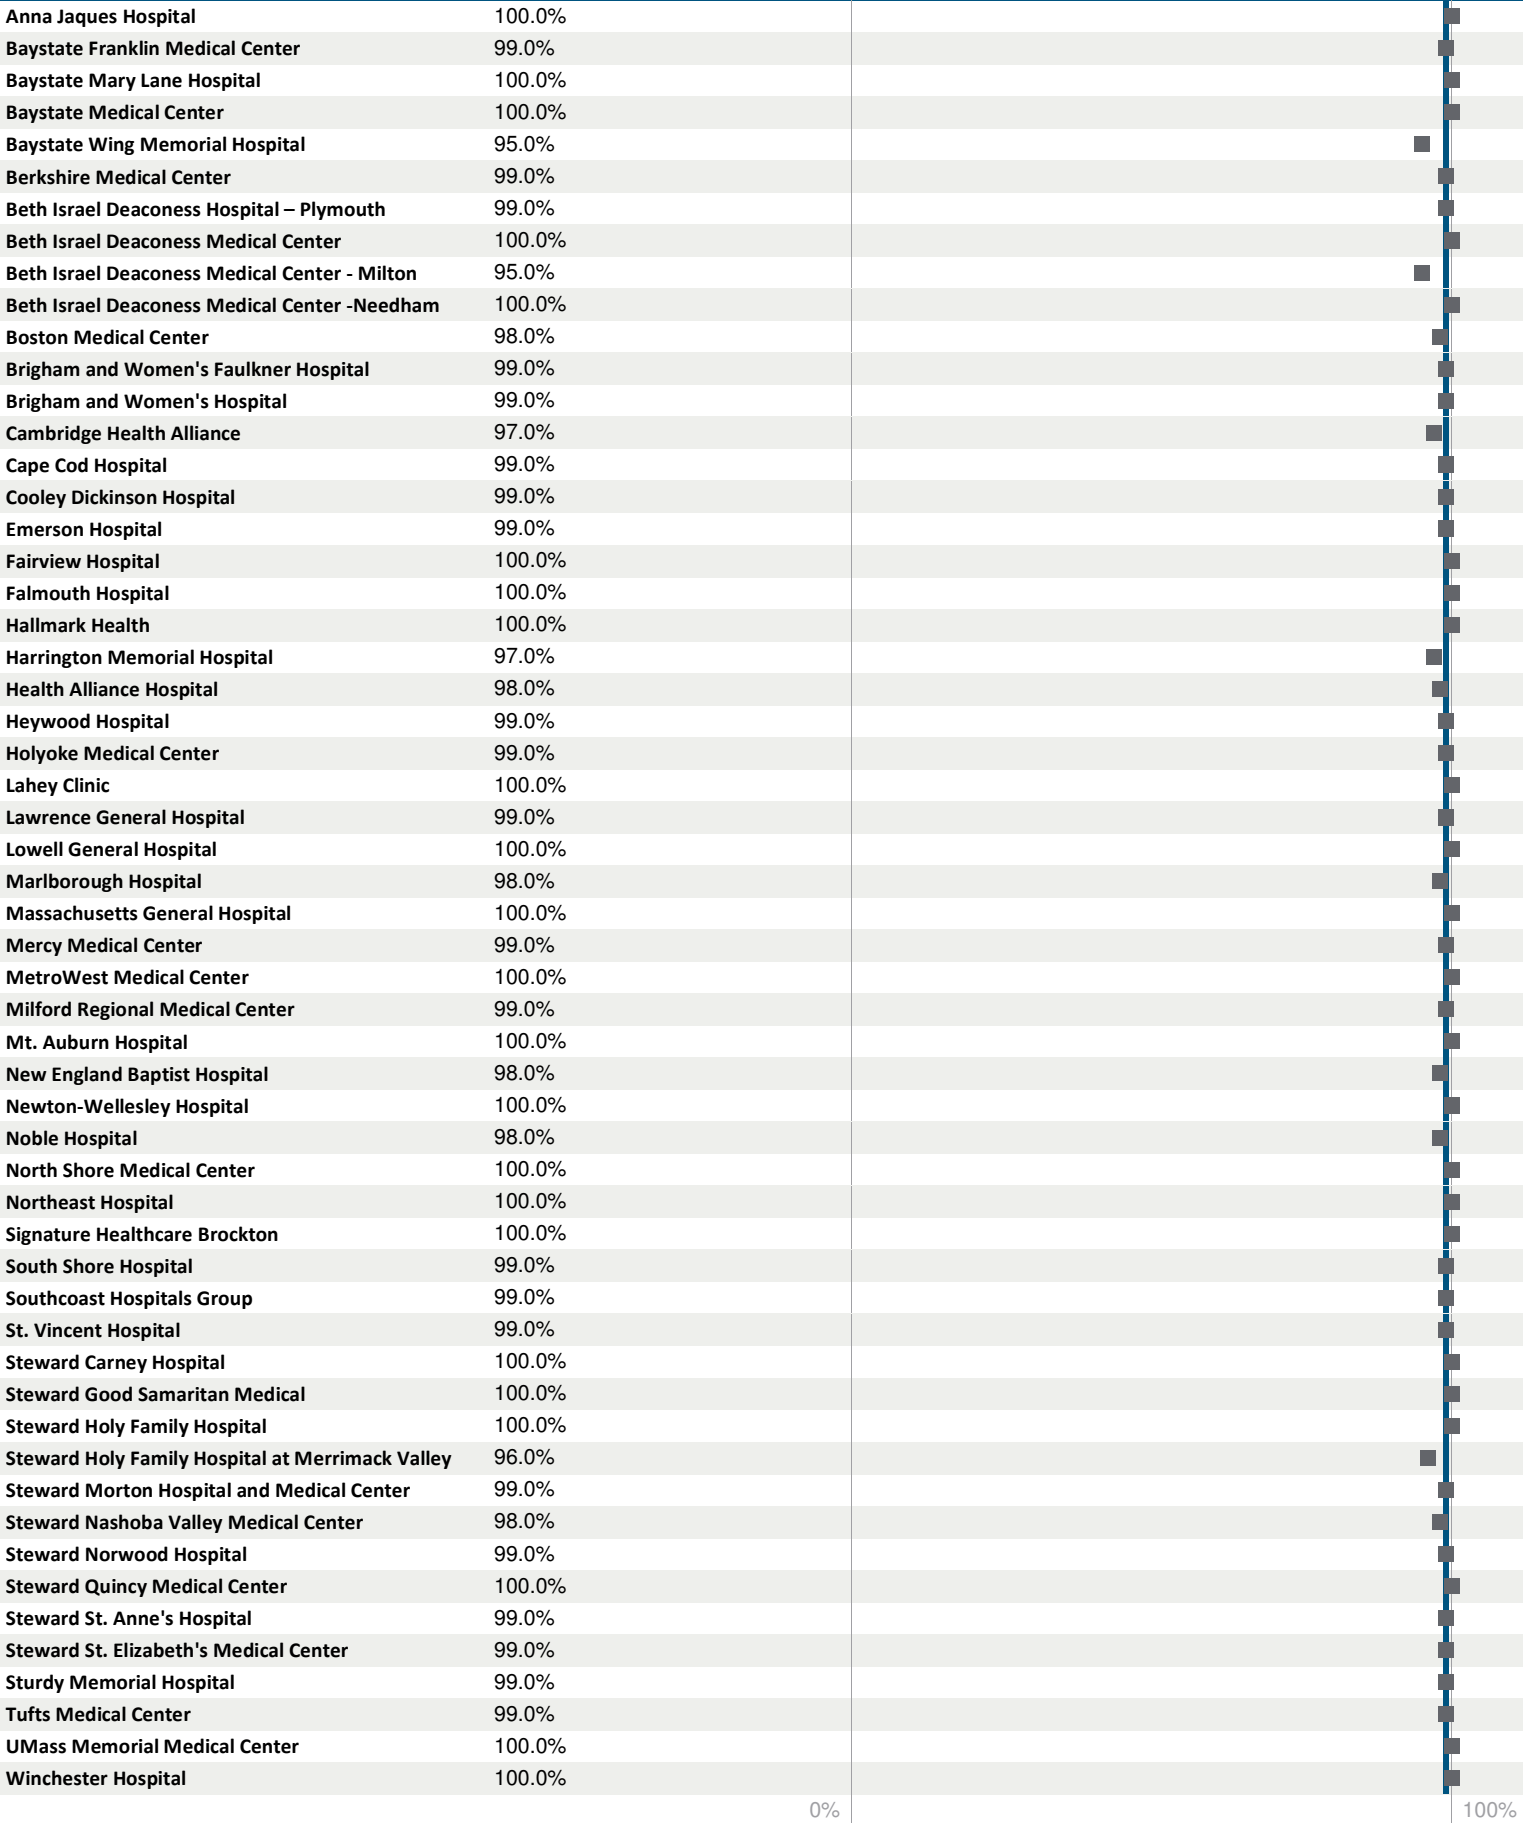 Anna Jaques Hospital 100.0%
Baystate Franklin Medical Center 99.0%
Baystate Mary Lane Hospital 100.0%
Baystate Medical Center 100.0%
Baystate Wing Memorial Hospital 95.0%
Berkshire Medical Center 99.0%
Beth Israel Deaconess Hospital – Plymouth 99.0%
Beth Israel Deaconess Medical Center 100.0%
Beth Israel Deaconess Medical Center - Milton 95.0%
Beth Israel Deaconess Medical Center -Needham 100.0%
Boston Medical Center 98.0%
Brigham and Women's Faulkner Hospital 99.0%
Brigham and Women's Hospital 99.0%
Cambridge Health Alliance 97.0%
Cape Cod Hospital 99.0%
Cooley Dickinson Hospital 99.0%
Emerson Hospital 99.0%
Fairview Hospital 100.0%
Falmouth Hospital 100.0%
Hallmark Health 100.0%
Harrington Memorial Hospital 97.0%
Health Alliance Hospital 98.0%
Heywood Hospital 99.0%
Holyoke Medical Center 99.0%
Lahey Clinic 100.0%
Lawrence General Hospital 99.0%
Lowell General Hospital 100.0%
Marlborough Hospital 98.0%
Massachusetts General Hospital 100.0%
Mercy Medical Center 99.0%
MetroWest Medical Center 100.0%
Milford Regional Medical Center 99.0%
Mt. Auburn Hospital 100.0%
New England Baptist Hospital 98.0%
Newton-Wellesley Hospital 100.0%
Noble Hospital 98.0%
North Shore Medical Center 100.0%
Northeast Hospital 100.0%
Signature Healthcare Brockton 100.0%
South Shore Hospital 99.0%
Southcoast Hospitals Group 99.0%
St. Vincent Hospital 99.0%
Steward Carney Hospital 100.0%
Steward Good Samaritan Medical 100.0%
Steward Holy Family Hospital 100.0%
Steward Holy Family Hospital at Merrimack Valley 96.0%
Steward Morton Hospital and Medical Center 99.0%
Steward Nashoba Valley Medical Center 98.0%
Steward Norwood Hospital 99.0%
Steward Quincy Medical Center 100.0%
Steward St. Anne's Hospital 99.0%
Steward St. Elizabeth's Medical Center 99.0%
Sturdy Memorial Hospital 99.0%
Tufts Medical Center 99.0%
UMass Memorial Medical Center 100.0%
Winchester Hospital 100.0%
0% 100%